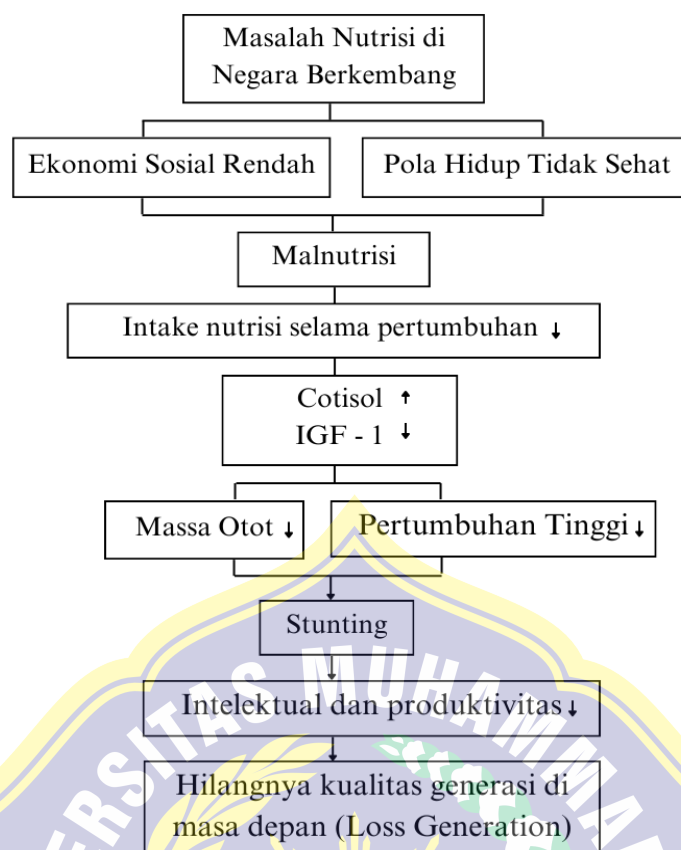 Masalah Nutrisi di
Negara Berkembang
Ekonomi Sosial Rendah
Pola Hidup Tidak Sehat
Malnutrisi
Intake nutrisi selama pertumbuhan ↓
Cotisol ↑
IGF - 1 ↓
Massa Otot ↓
Pertumbuhan Tinggi ↓
Stunting
Intelektual dan produktivitas ↓
Hilangnya kualitas generasi di
masa depan (Loss Generation)